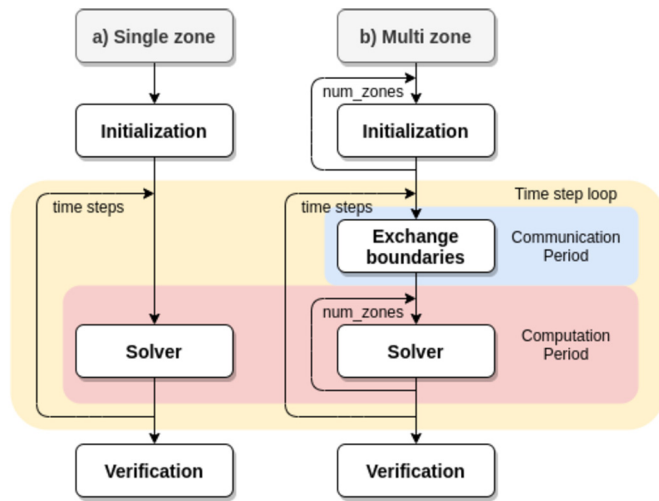 a) Single zone
b) Multi zone
num_zones
Initialization
Initialization
time steps
time steps
Time step loop
Exchange
boundaries
Communication
Period
num_zones
Solver
Solver
Computation
Period
Verification
Verification